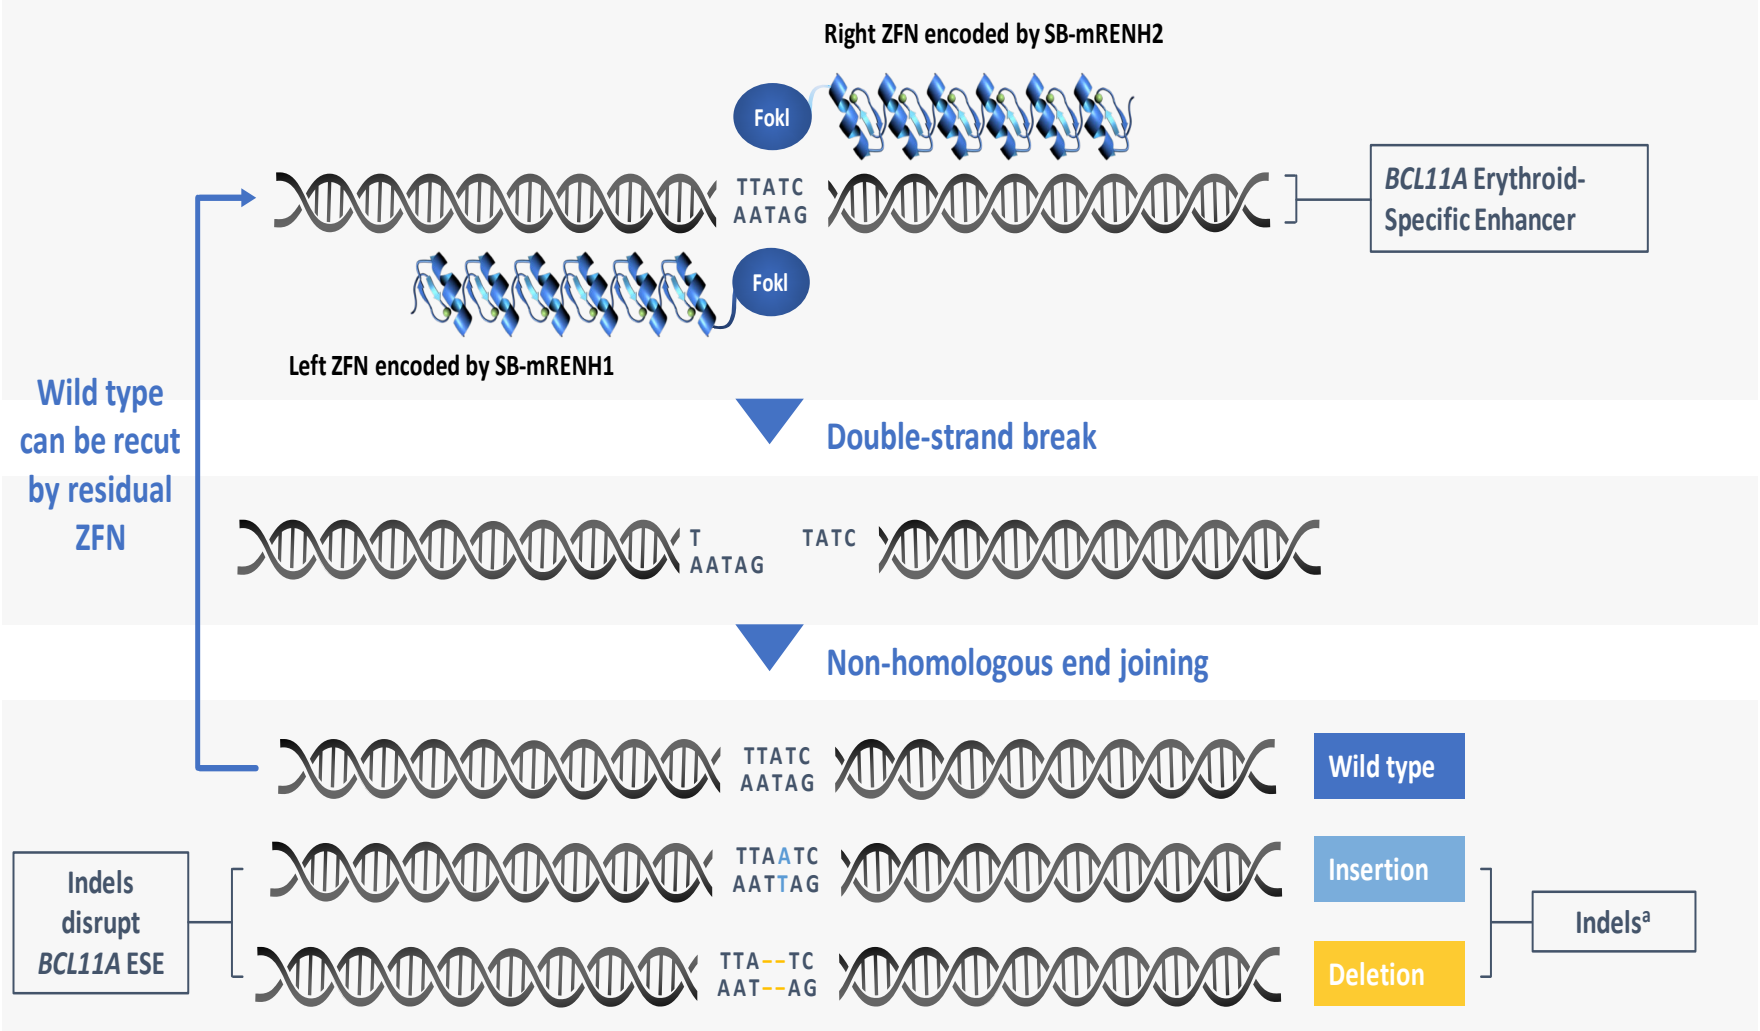 Right ZFN encoded by SB-mRENH2
FokI
TTATC
AATAG
BCL11A Erythroid-
Specific Enhancer
FokI
Left ZFN encoded by SB-mRENH1
Wild type
can be recut
by residual
ZFN
Double-strand break
T TATC
AATAG
Non-homologous end joining
TTATC
AATAG
Wild type
TTAATC
AATTAG
Insertion
Indels
disrupt
BCL11A ESE
Indelsᵃ
TTA--TC
AAT--AG
Deletion